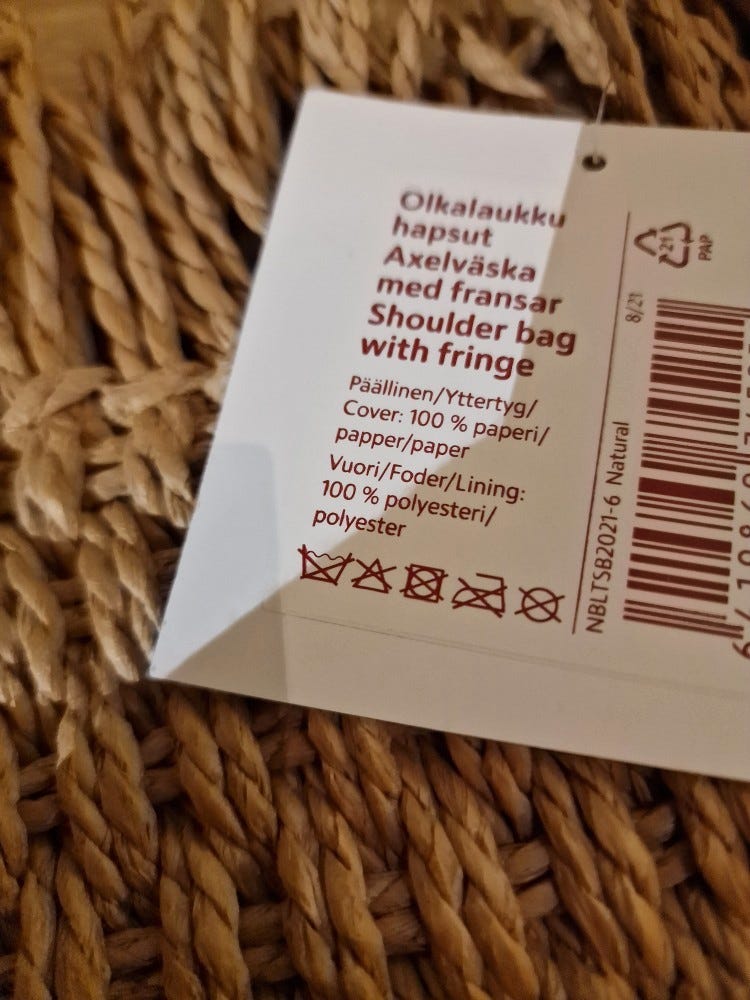 Olkalaukku
hapsut
Axelväska
med fransar
Shoulder bag
with fringe
Päällinen/Yttertyg/
Cover: 100 % paperi/
papper/paper
Vuori/Foder/Lining:
100 % polyesteri/
polyester
21
PAP
8/21
NBLTSB2021-6 Natural